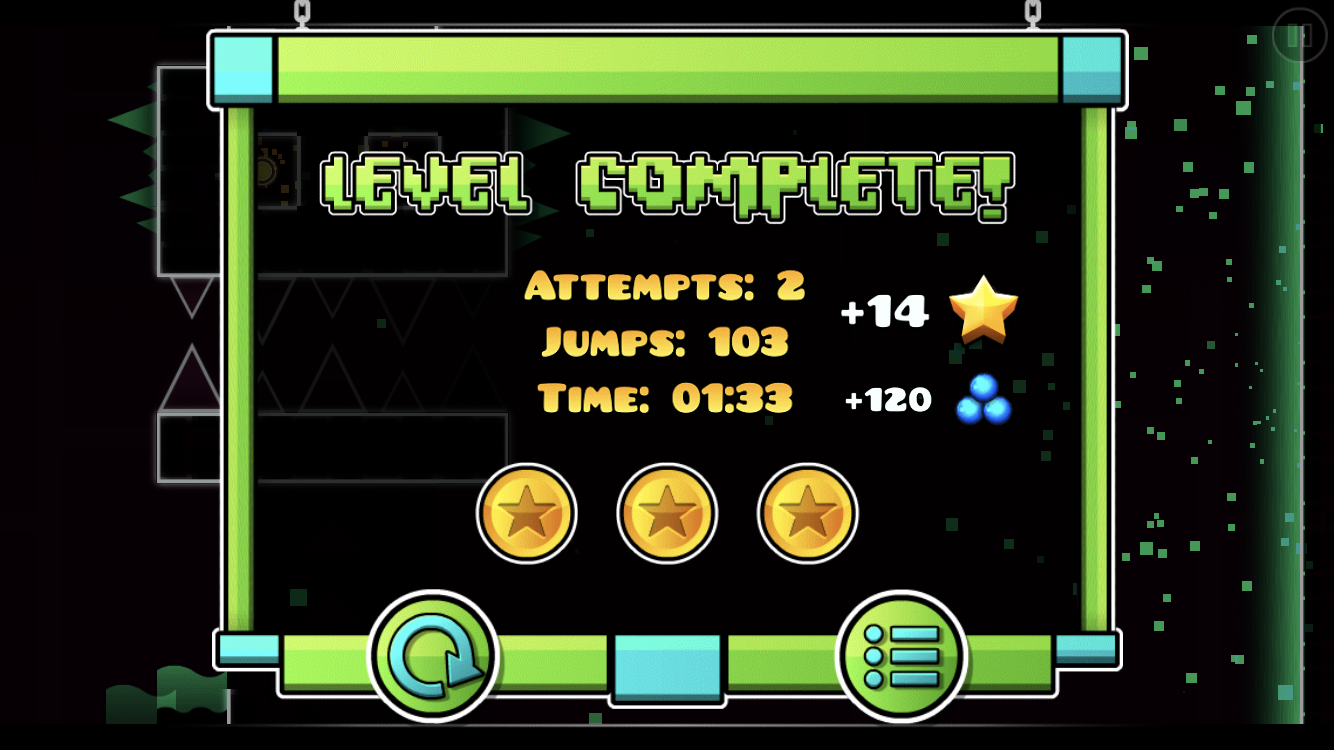 LEVEL COMPLETE!
ATTEMPTS: 2
JUMPS: 103
TIME: 01:33
+14
+120